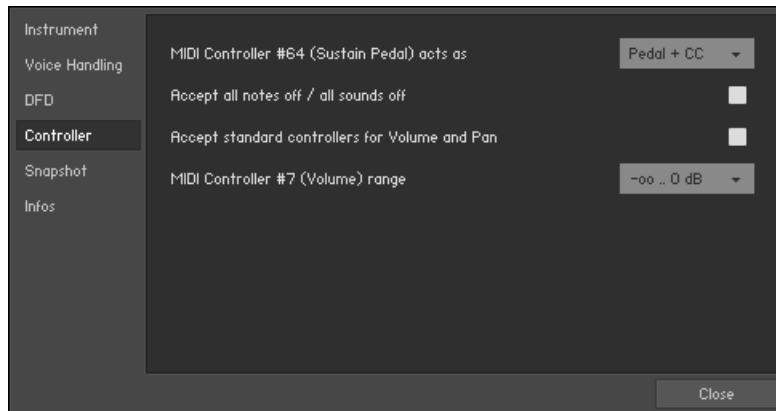 Instrument
Voice Handling
DFD
Controller
Snapshot
Infos
MIDI Controller #64 (Sustain Pedal) acts as Pedal + CC
Accept all notes off / all sounds off
Accept standard controllers for Volume and Pan
MIDI Controller #7 (Volume) range -oo .. 0 dB
Close